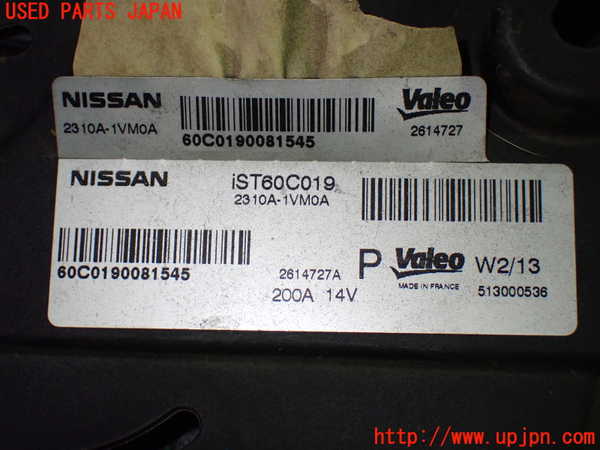 USED PARTS JAPAN
NISSAN
Valeo
2310A-1VM0A
60C0190081545
2614727
NISSAN
iST60C019
2310A-1VM0A
60C0190081545
2614727A
P
Valeo
W2/13
MADE IN FRANCE
200A 14V
513000536
http://www.upjpn.com/